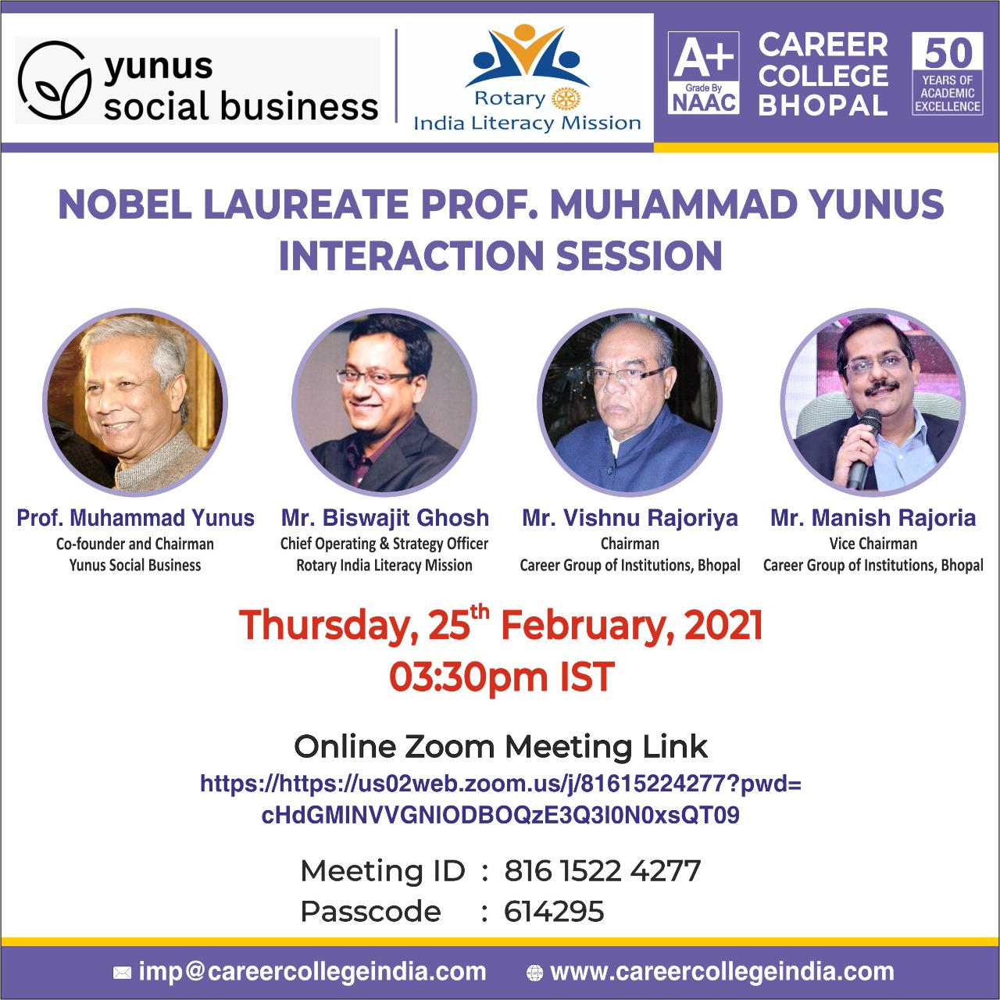 yunus
social business
Rotary
India Literacy Mission
A+
Grade By
NAAC
CAREER
COLLEGE
BHOPAL
50
YEARS OF
ACADEMIC
EXCELLENCE
NOBEL LAUREATE PROF. MUHAMMAD YUNUS
INTERACTION SESSION
Prof. Muhammad Yunus
Co-founder and Chairman
Yunus Social Business
Mr. Biswajit Ghosh
Chief Operating & Strategy Officer
Rotary India Literacy Mission
Mr. Vishnu Rajoriya
Chairman
Career Group of Institutions, Bhopal
Mr. Manish Rajoria
Vice Chairman
Career Group of Institutions, Bhopal
Thursday, 25th February, 2021
03:30pm IST
Online Zoom Meeting Link
https://https://us02web.zoom.us/j/81615224277?pwd=
cHdGMlNVVGNIODBOQzE3Q3I0N0xsQT09
Meeting ID : 816 1522 4277
Passcode : 614295
imp@careercollegeindia.com
www.careercollegeindia.com